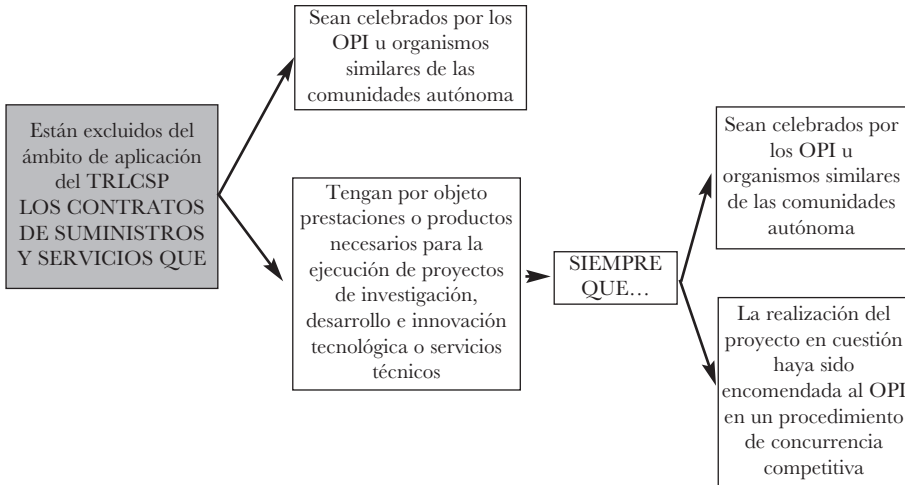 Están excluidos del
ámbito de aplicación
del TRLCSP
LOS CONTRATOS
DE SUMINISTROS
Y SERVICIOS QUE
Sean celebrados por los
OPI u organismos
similares de las
comunidades autónoma
Tengan por objeto
prestaciones o productos
necesarios para la
ejecución de proyectos
de investigación,
desarrollo e innovación
tecnológica o servicios
técnicos
SIEMPRE
QUE…
Sean celebrados por
los OPI u
organismos similares
de las comunidades
autónoma
La realización del
proyecto en cuestión
haya sido
encomendada al OPI
en un procedimiento
de concurrencia
competitiva